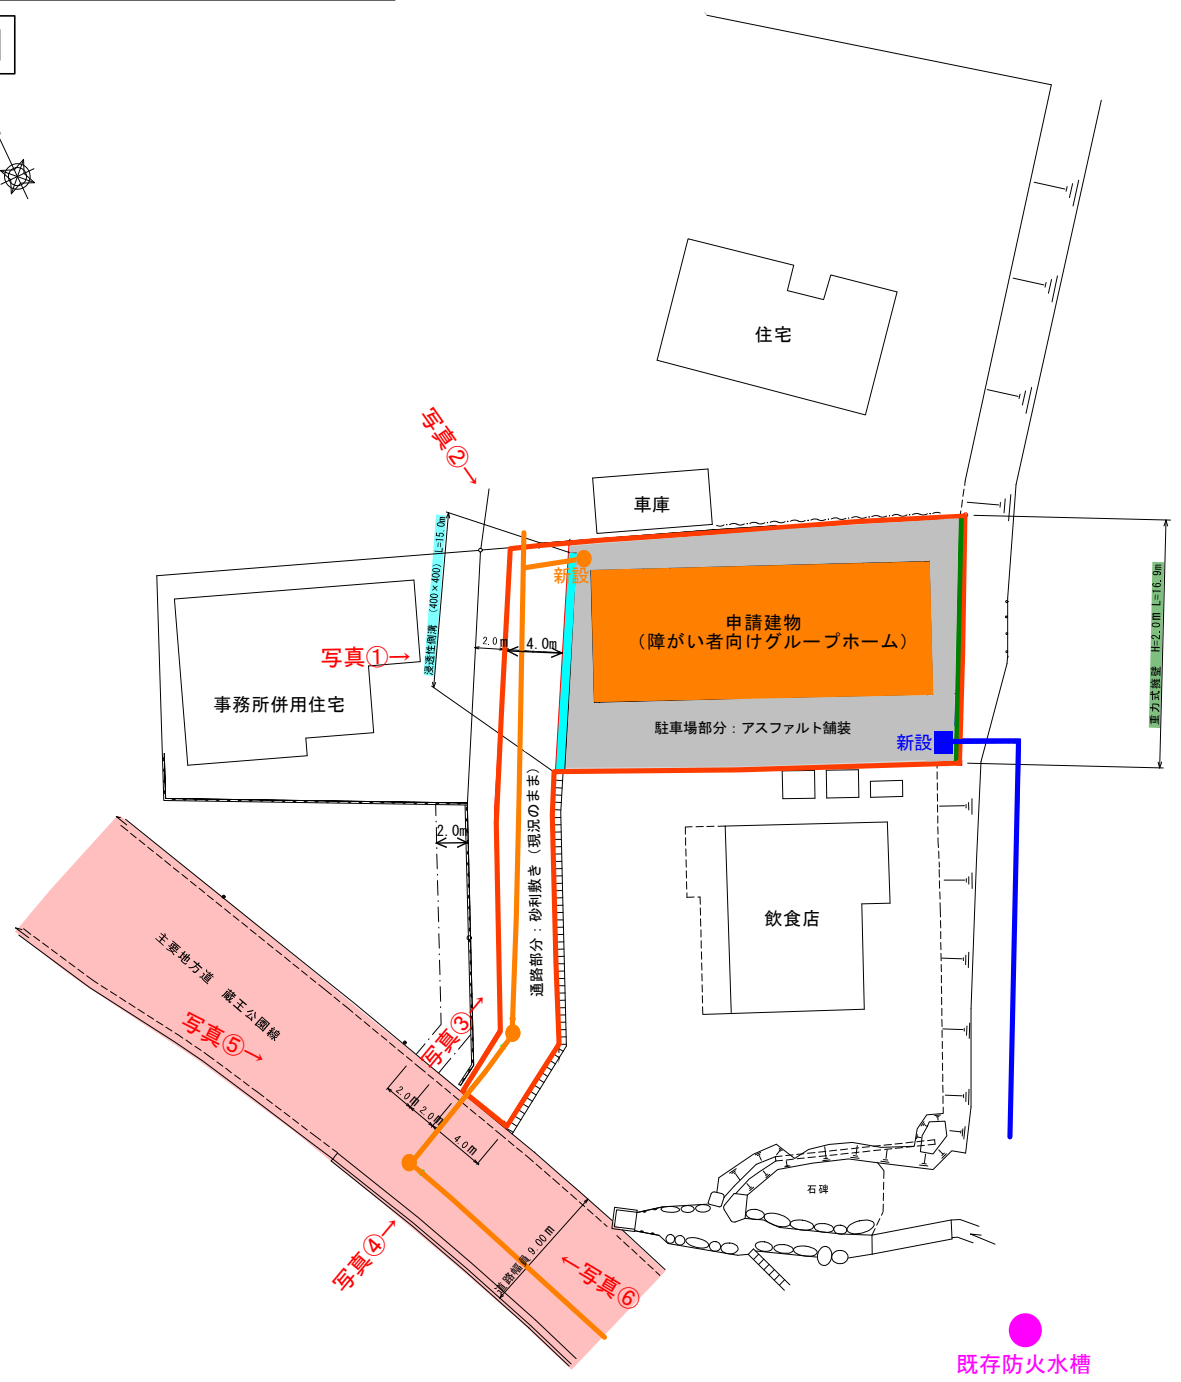 住宅
写真②→
車庫
浸透性側溝 (400×400) L=15.0m
新設
申請建物
(障がい者向けグループホーム)
2.0m
4.0m
写真①→
事務所併用住宅
駐車場部分：アスファルト舗装
新設
重力式擁壁 H=2.0m L=16.9m
2.0m
通路部分：砂利敷き（現況のまま）
飲食店
主要地方道 蔵王公園線
写真⑤→
写真③→
2.0m
2.0m
4.0m
石碑
道路幅員9.00m
写真④→
←写真⑥
既存防火水槽